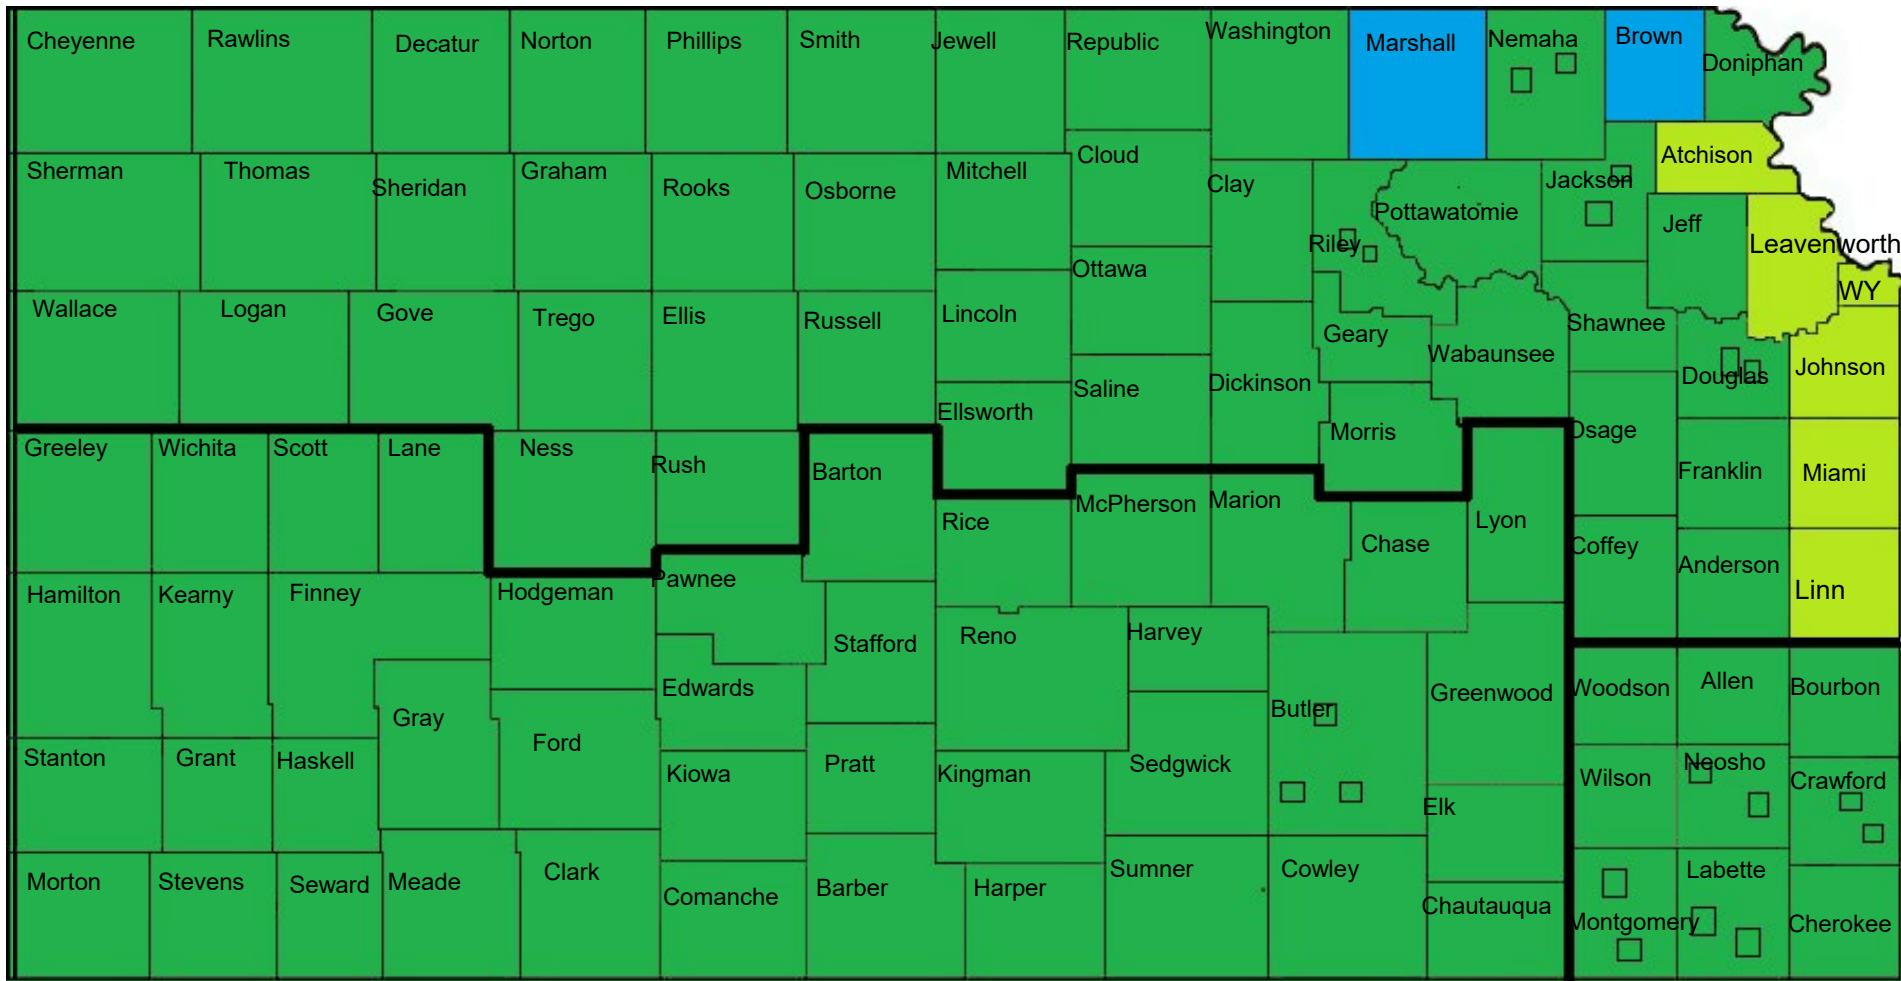 Cheyenne
Rawlins
Decatur
Norton
Phillips
Smith
Jewell
Republic
Washington
Marshall
Nemaha
Brown
Doniphan
Sherman
Thomas
Sheridan
Graham
Rooks
Osborne
Mitchell
Cloud
Clay
Riley
Pottawatomie
Jackson
Atchison
Jeff
Leavenworth
WY
Wallace
Logan
Gove
Trego
Ellis
Russell
Lincoln
Ottawa
Saline
Dickinson
Geary
Wabaunsee
Shawnee
Douglas
Johnson
Ellsworth
Morris
Osage
Franklin
Miami
Greeley
Wichita
Scott
Lane
Ness
Rush
Barton
Rice
McPherson
Marion
Chase
Lyon
Coffey
Anderson
Linn
Hamilton
Kearny
Finney
Hodgeman
Pawnee
Stafford
Reno
Harvey
Edwards
Gray
Ford
Butler
Greenwood
Woodson
Allen
Bourbon
Stanton
Grant
Haskell
Kiowa
Pratt
Kingman
Sedgwick
Elk
Wilson
Neosho
Crawford
Morton
Stevens
Seward
Meade
Clark
Comanche
Barber
Harper
Sumner
Cowley
Chautauqua
Montgomery
Labette
Cherokee